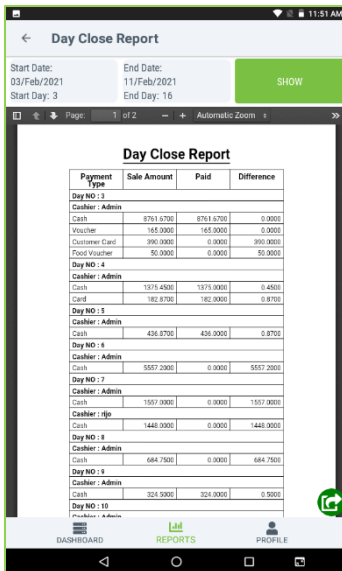 11:51 AM
Day Close Report
Start Date:
03/Feb/2021
Start Day: 3
End Date:
11/Feb/2021
End Day: 16
SHOW
Page: 1 of 2 − + Automatic Zoom
Day Close Report
Payment Type Sale Amount Paid Difference
Day NO : 3
Cashier : Admin
Cash 8761.6700 8761.6700 0.0000
Voucher 165.0000 165.0000 0.0000
Customer Card 390.0000 0.0000 390.0000
Food Voucher 50.0000 0.0000 50.0000
Day NO : 4
Cashier : Admin
Cash 1375.4500 1375.0000 0.4500
Card 182.8700 182.0000 0.8700
Day NO : 5
Cashier : Admin
Cash 436.8700 436.0000 0.8700
Day NO : 6
Cashier : Admin
Cash 5557.2000 0.0000 5557.2000
Day NO : 7
Cashier : Admin
Cash 1557.0000 0.0000 1557.0000
Cashier : rijo
Cash 1448.0000 0.0000 1448.0000
Day NO : 8
Cashier : Admin
Cash 684.7500 0.0000 684.7500
Day NO : 9
Cashier : Admin
Cash 324.5000 324.0000 0.5000
Day NO : 10
Cashier : Admin
DASHBOARD REPORTS PROFILE